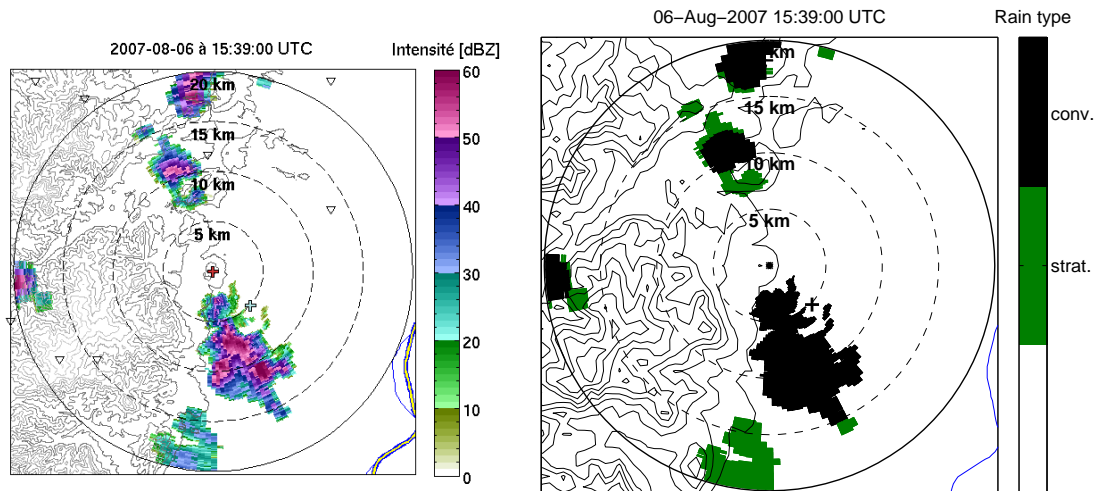 2007-08-06 à 15:39:00 UTC
Intensité [dBZ]
20 km
15 km
10 km
5 km
60
50
40
30
20
10
0
06–Aug–2007 15:39:00 UTC
Rain type
km
15 km
10 km
5 km
conv.
strat.